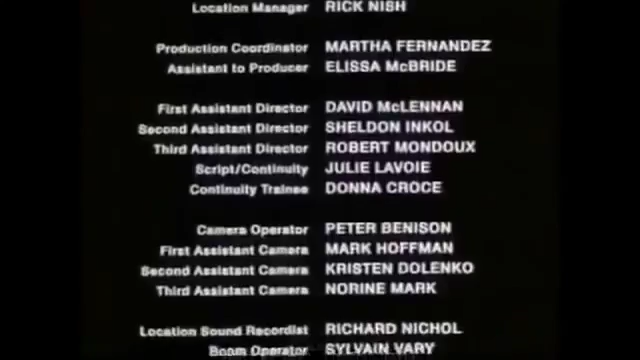 Location Manager RICK NISH
Production Coordinator MARTHA FERNANDEZ
Assistant to Producer ELISSA McBRIDE
First Assistant Director DAVID McLENNAN
Second Assistant Director SHELDON INKOL
Third Assistant Director ROBERT MONDOUX
Script/Continuity JULIE LAVOIE
Continuity Trainee DONNA CROCE
Camera Operator PETER BENISON
First Assistant Camera MARK HOFFMAN
Second Assistant Camera KRISTEN DOLENKO
Third Assistant Camera NORINE MARK
Location Sound Recordist RICHARD NICHOL
Boom Operator SYLVAIN VARY